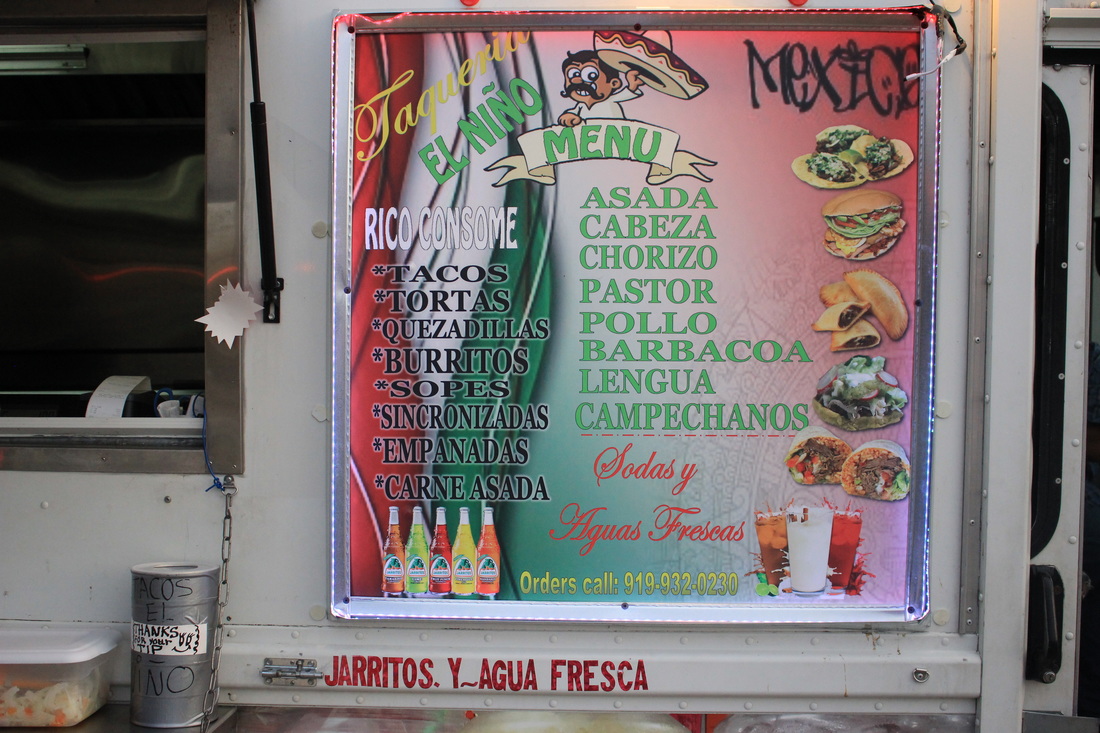 Taqueria
EL NIÑO
MENU
MEXICO
RICO CONSOME
*TACOS
*TORTAS
*QUEZADILLAS
*BURRITOS
*SOPES
*SINCRONIZADAS
*EMPANADAS
*CARNE ASADA
ASADA
CABEZA
CHORIZO
PASTOR
POLLO
BARBACOA
LENGUA
CAMPECHANOS
Sodas y
Aguas Frescas
Orders call: 919-932-0230
TACOS
EL
THANKS
FOR YOUR
TIP
NIÑO
JARRITOS. Y~AGUA FRESCA